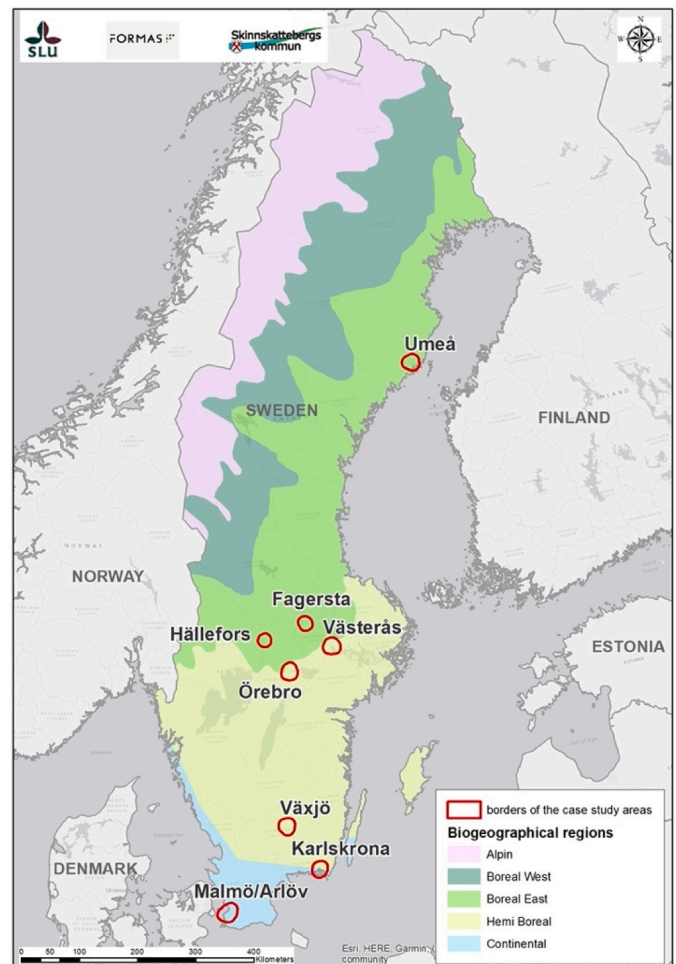 SLU
FORMAS
Skinnskattebergs
kommun
N
W E
S
Umeå
SWEDEN
FINLAND
NORWAY
NORWAY
Fagersta
Hällefors
Västerås
ESTONIA
Örebro
borders of the case study areas
Biogeographical regions
Växjö
Alpin
Karlskrona
Boreal West
DENMARK
Boreal East
Malmö/Arlöv
Hemi Boreal
Continental
0 50 100 200 300 400
Kilometers
Esri, HERE, Garmin,
community